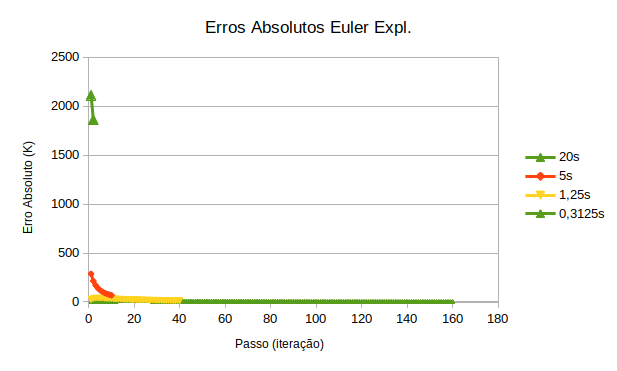 Erros Absolutos Euler Expl.
2500
2000
1500
1000
500
0
0 20 40 60 80 100 120 140 160 180
Erro Absoluto (K)
Passo (iteração)
20s
5s
1,25s
0,3125s